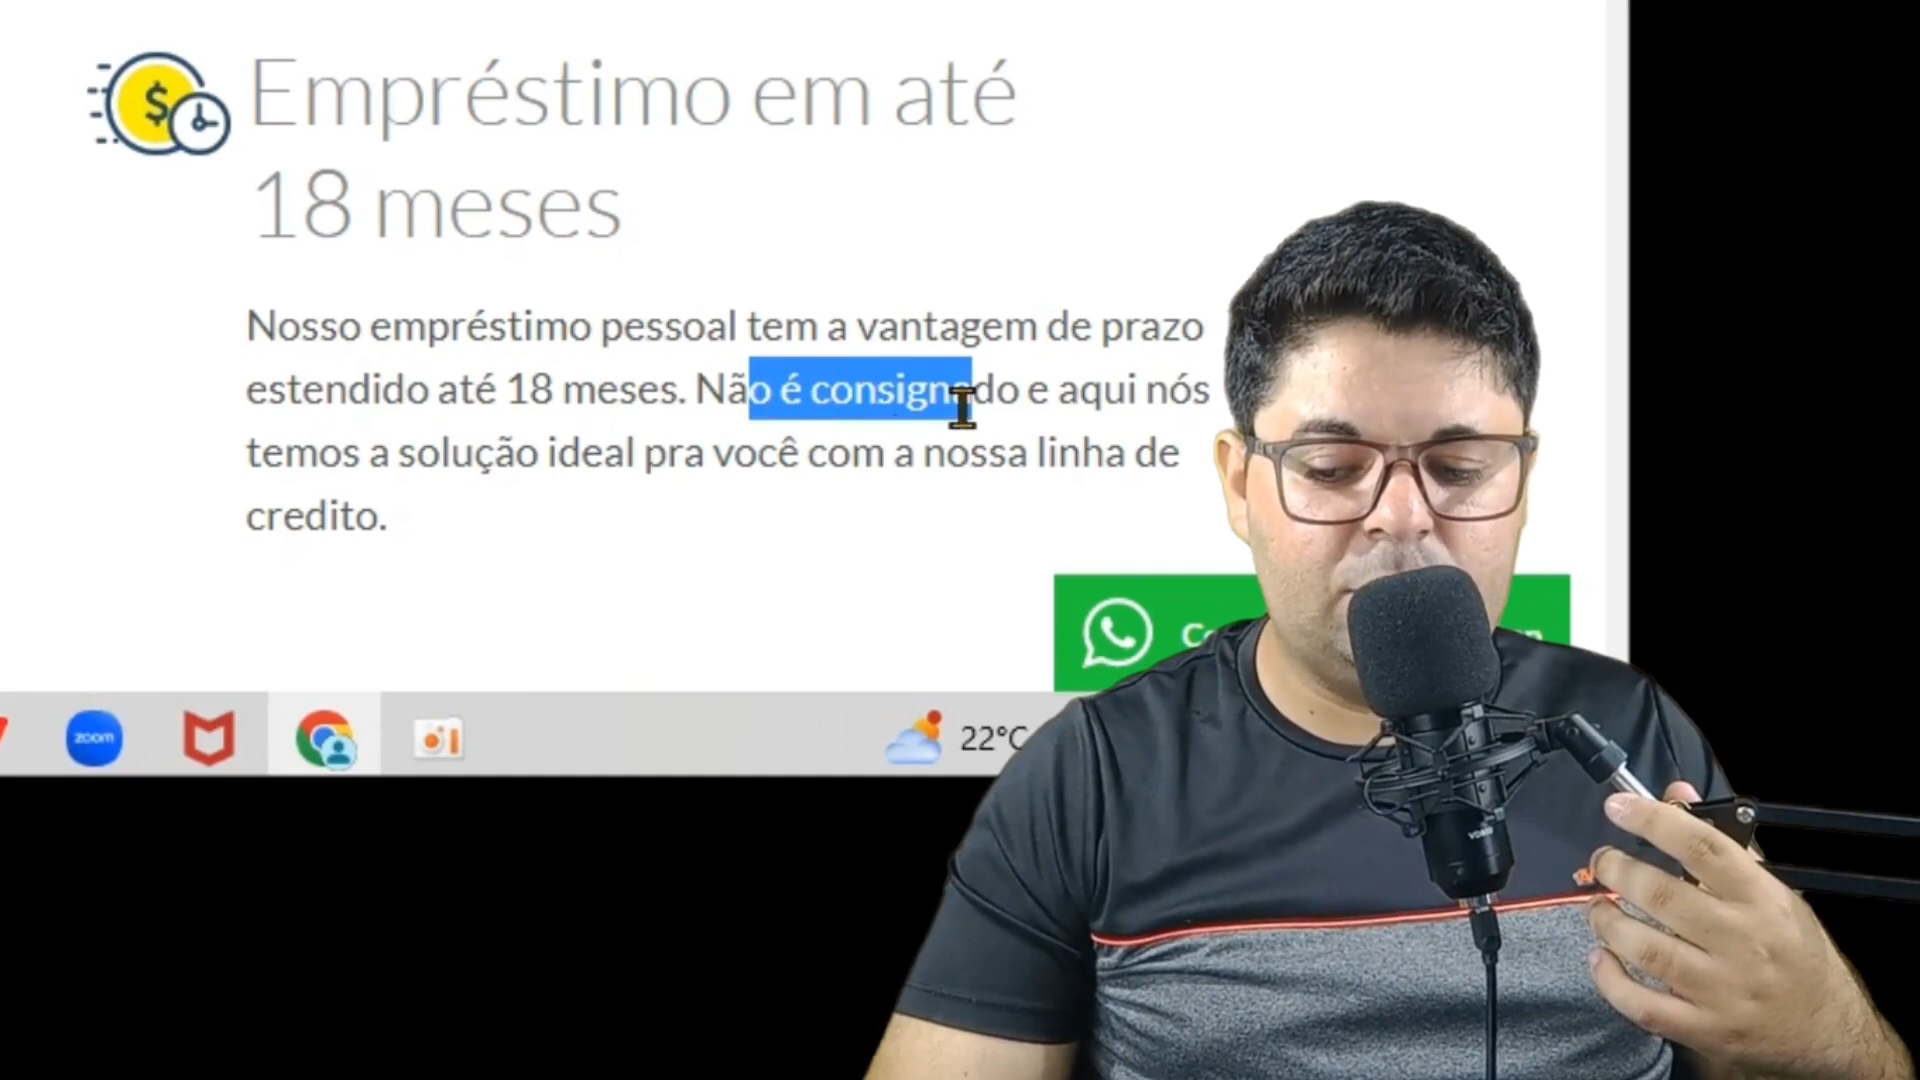 Empréstimo em até
18 meses
Nosso empréstimo pessoal tem a vantagem de prazo
estendido até 18 meses. Não é consignado e aqui nós
temos a solução ideal pra você com a nossa linha de
credito.
zoom
22°C